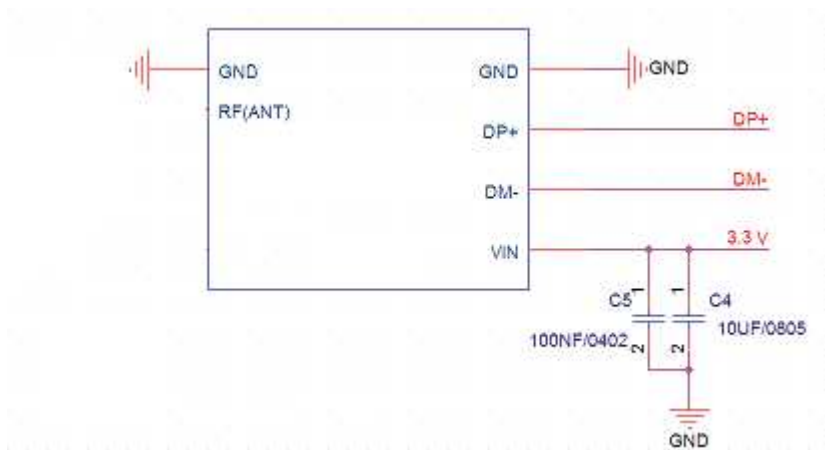 GND
GND
GND
RF(ANT)
DP+
DP+
DM-
DM-
3.3 V
VIN
1
1
C5
C4
100NF/0402
10UF/0805
2
2
GND